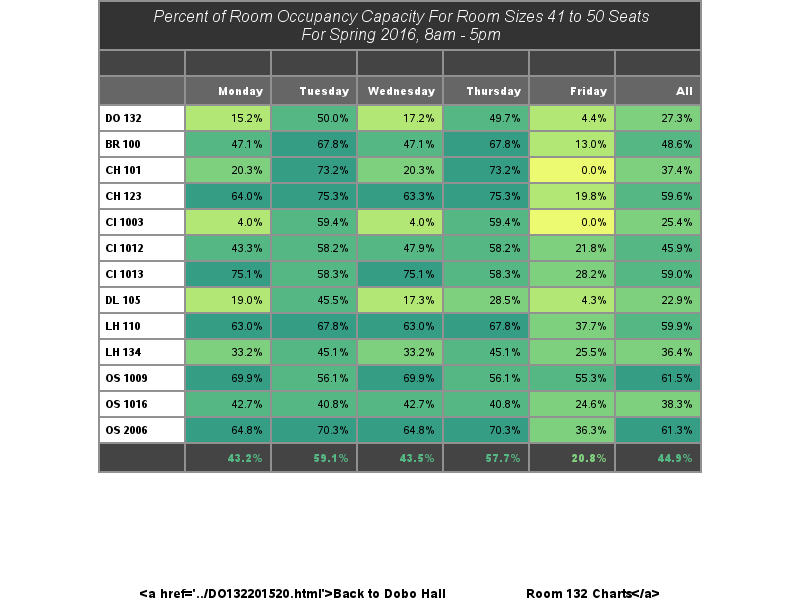 Percent of Room Occupancy Capacity For Room Sizes 41 to 50 Seats
For Spring 2016, 8am - 5pm
Monday Tuesday Wednesday Thursday Friday All
DO 132 15.2% 50.0% 17.2% 49.7% 4.4% 27.3%
BR 100 47.1% 67.8% 47.1% 67.8% 13.0% 48.6%
CH 101 20.3% 73.2% 20.3% 73.2% 0.0% 37.4%
CH 123 64.0% 75.3% 63.3% 75.3% 19.8% 59.6%
CI 1003 4.0% 59.4% 4.0% 59.4% 0.0% 25.4%
CI 1012 43.3% 58.2% 47.9% 58.2% 21.8% 45.9%
CI 1013 75.1% 58.3% 75.1% 58.3% 28.2% 59.0%
DL 105 19.0% 45.5% 17.3% 28.5% 4.3% 22.9%
LH 110 63.0% 67.8% 63.0% 67.8% 37.7% 59.9%
LH 134 33.2% 45.1% 33.2% 45.1% 25.5% 36.4%
OS 1009 69.9% 56.1% 69.9% 56.1% 55.3% 61.5%
OS 1016 42.7% 40.8% 42.7% 40.8% 24.6% 38.3%
OS 2006 64.8% 70.3% 64.8% 70.3% 36.3% 61.3%
43.2% 59.1% 43.5% 57.7% 20.8% 44.9%
<a href='../DO132201520.html'>Back to Dobo Hall Room 132 Charts</a>